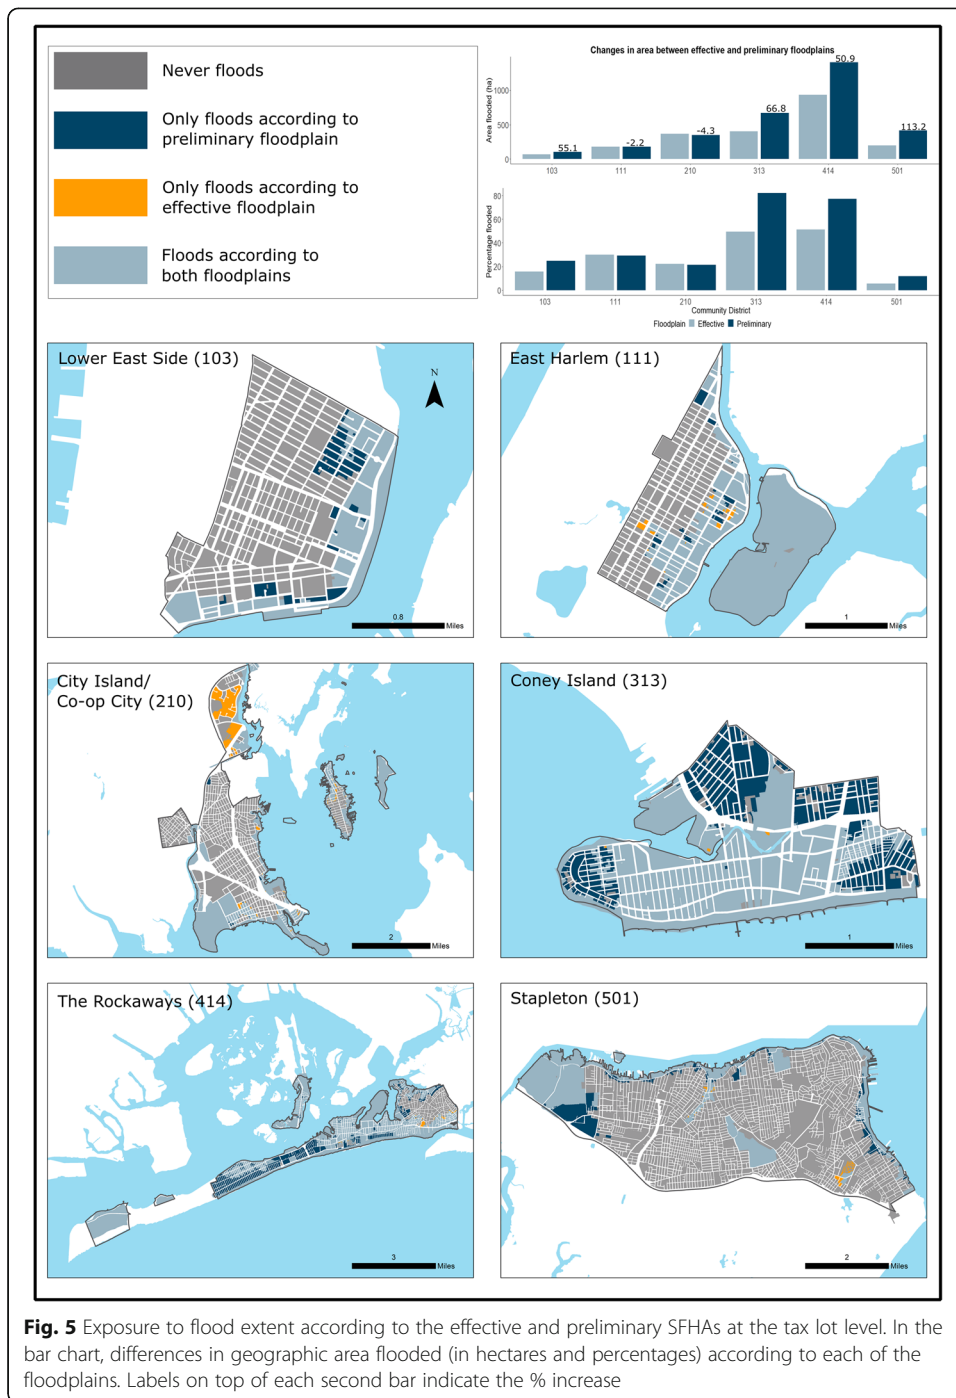 Never floods
Only floods according to
preliminary floodplain
Only floods according to
effective floodplain
Floods according to
both floodplains
Changes in area between effective and preliminary floodplains
Area flooded (ha)
1000
500
0
55.1
-2.2
-4.3
66.8
50.9
113.2
103
111
210
313
414
501
Percentage flooded
80
60
40
20
0
103
111
210
313
414
501
Community District
Floodplain Effective Preliminary
Lower East Side (103)
N
0.8
Miles
East Harlem (111)
1
Miles
City Island/
Co-op City (210)
2
Miles
Coney Island (313)
1
Miles
The Rockaways (414)
3
Miles
Stapleton (501)
2
Miles
Fig. 5 Exposure to flood extent according to the effective and preliminary SFHAs at the tax lot level. In the
bar chart, differences in geographic area flooded (in hectares and percentages) according to each of the
floodplains. Labels on top of each second bar indicate the % increase